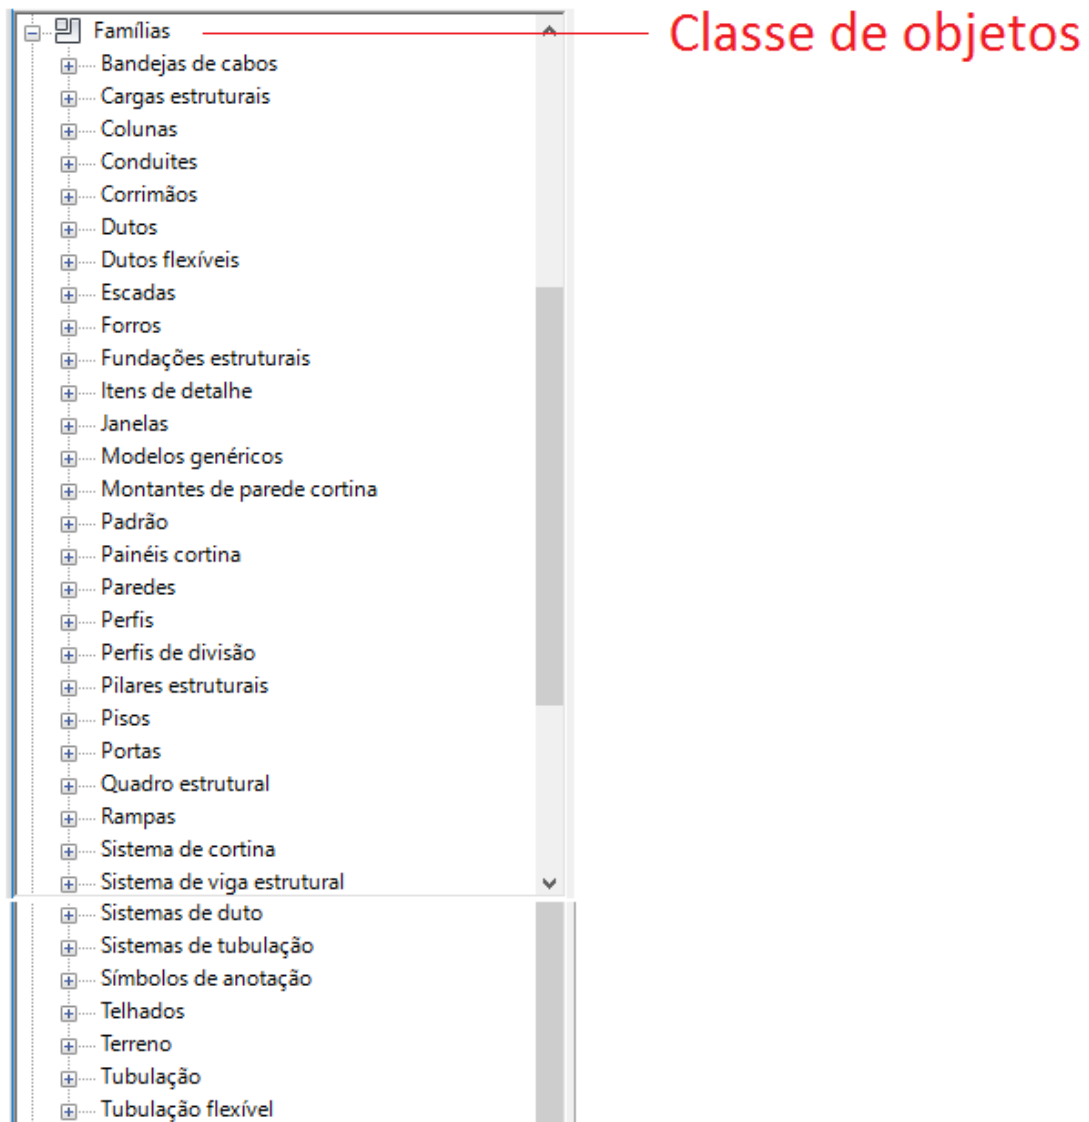 Famílias
Classe de objetos
Bandejas de cabos
Cargas estruturais
Colunas
Conduites
Corrimãos
Dutos
Dutos flexíveis
Escadas
Forros
Fundações estruturais
Itens de detalhe
Janelas
Modelos genéricos
Montantes de parede cortina
Padrão
Painéis cortina
Paredes
Perfis
Perfis de divisão
Pilares estruturais
Pisos
Portas
Quadro estrutural
Rampas
Sistema de cortina
Sistema de viga estrutural
Sistemas de duto
Sistemas de tubulação
Símbolos de anotação
Telhados
Terreno
Tubulação
Tubulação flexível